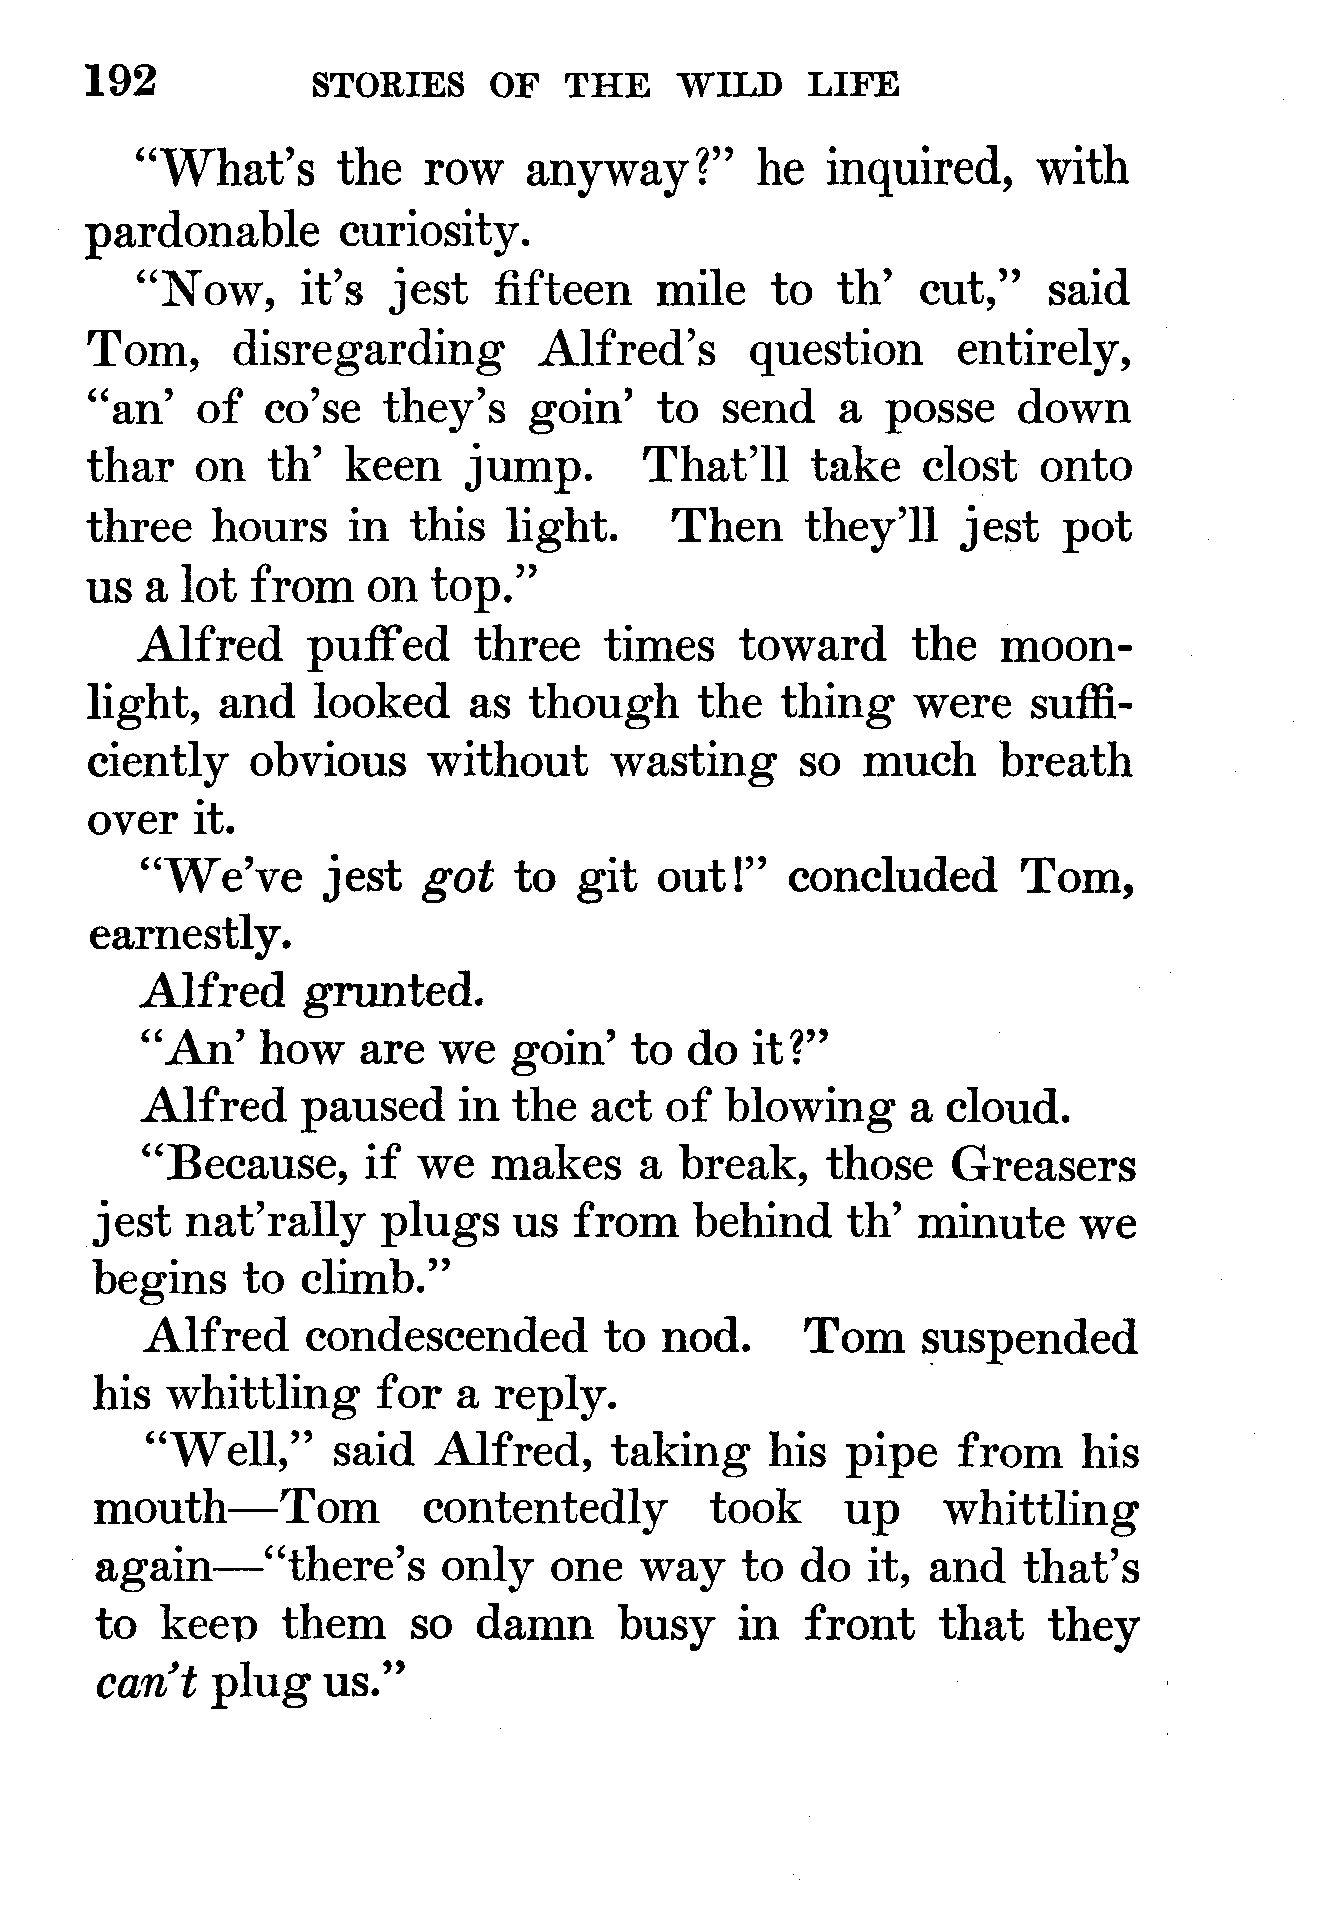 192 STORIES OF THE WILD LIFE
“What’s the row anyway?” he inquired, with
pardonable curiosity.
“Now, it’s jest fifteen mile to th’ cut,” said
Tom, disregarding Alfred’s question entirely,
“an’ of co’se they’s goin’ to send a posse down
thar on th’ keen jump. That’ll take clost onto
three hours in this light. Then they’ll jest pot
us a lot from on top.”
Alfred puffed three times toward the moon-
light, and looked as though the thing were suffi-
ciently obvious without wasting so much breath
over it.
“We’ve jest got to git out!” concluded Tom,
earnestly.
Alfred grunted.
“An’ how are we goin’ to do it?”
Alfred paused in the act of blowing a cloud.
“Because, if we makes a break, those Greasers
jest nat’rally plugs us from behind th’ minute we
begins to climb.”
Alfred condescended to nod. Tom suspended
his whittling for a reply.
“Well,” said Alfred, taking his pipe from his
mouth—Tom contentedly took up whittling
again—“there’s only one way to do it, and that’s
to keep them so damn busy in front that they
can’t plug us.”